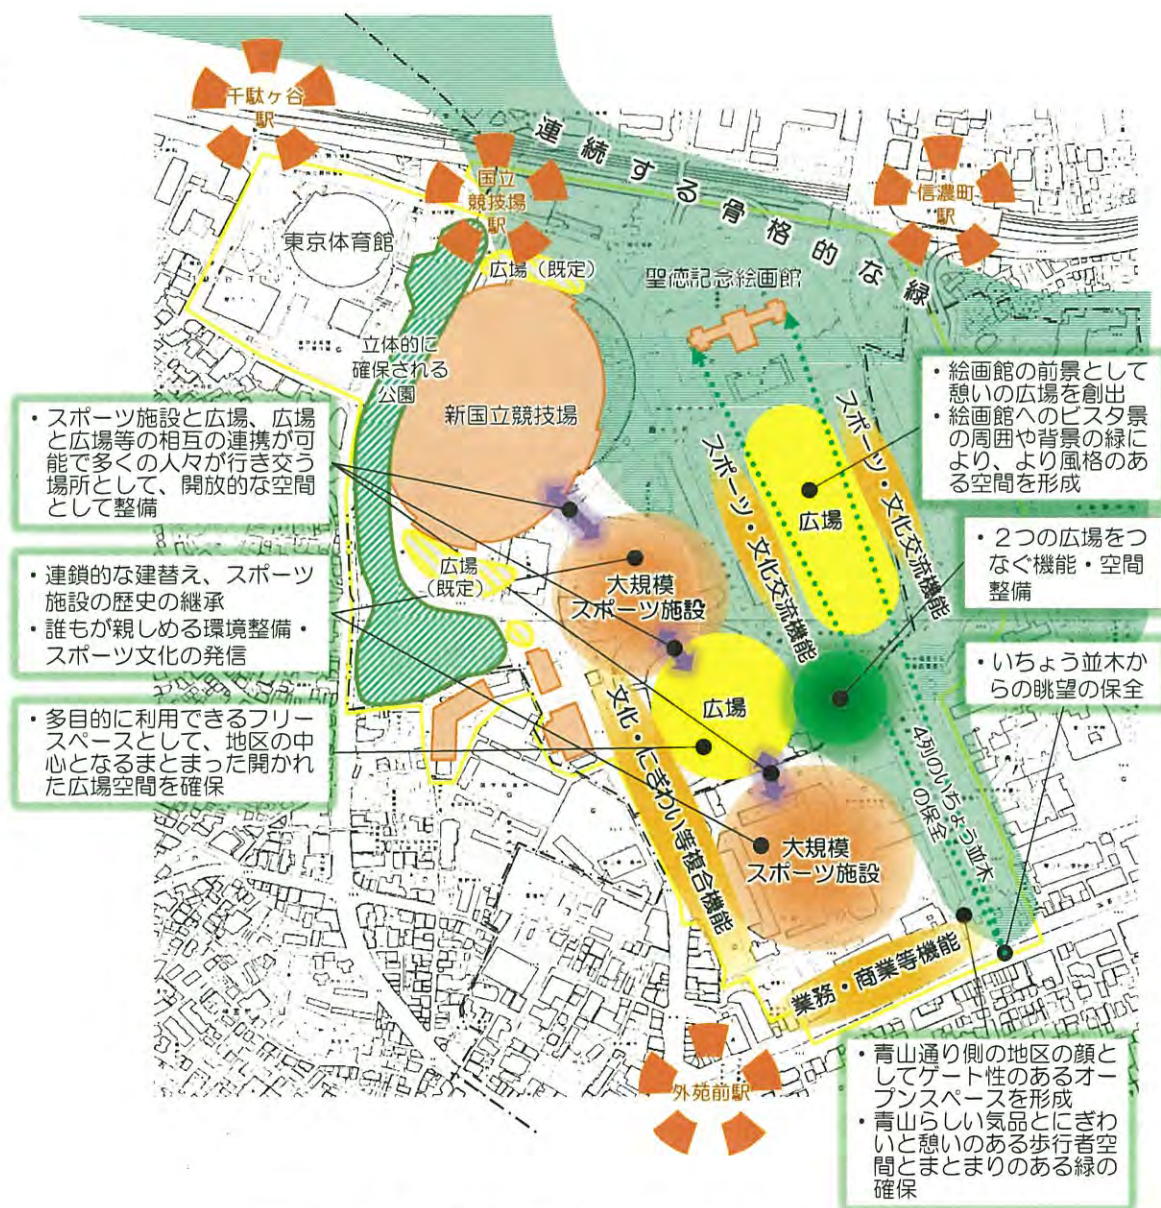 千駄ヶ谷
駅
国立
競技場
駅
信濃町
駅
連続する骨格的な緑
東京体育館
広場（既定）
聖徳記念絵画館
立体的に
確保される
公園
新国立競技場
・絵画館の前景として
憩いの広場を創出
・絵画館へのビスタ景
の周囲や背景の緑に
より、より風格のあ
る空間を形成
・スポーツ施設と広場、広場
と広場等の相互の連携が可
能で多くの人々が行き交う
場所として、開放的な空間
として整備
スポーツ・文化交流機能
スポーツ・文化交流機能
広場
・２つの広場をつ
なぐ機能・空間
整備
広場
（既定）
大規模
スポーツ施設
・連鎖的な建替え、スポーツ
施設の歴史の継承
・誰もが親しめる環境整備・
スポーツ文化の発信
・いちょう並木か
らの眺望の保全
広場
・多目的に利用できるフリー
スペースとして、地区の中
心となるまとまった開かれ
た広場空間を確保
文化・にぎわい等複合機能
4列のいちょう並木
の保全
大規模
スポーツ施設
業務・商業等機能
外苑前駅
・青山通り側の地区の顔と
してゲート性のあるオー
プンスペースを形成
・青山らしい気品とにぎわ
いと憩いのある歩行者空
間とまとまりのある緑の
確保